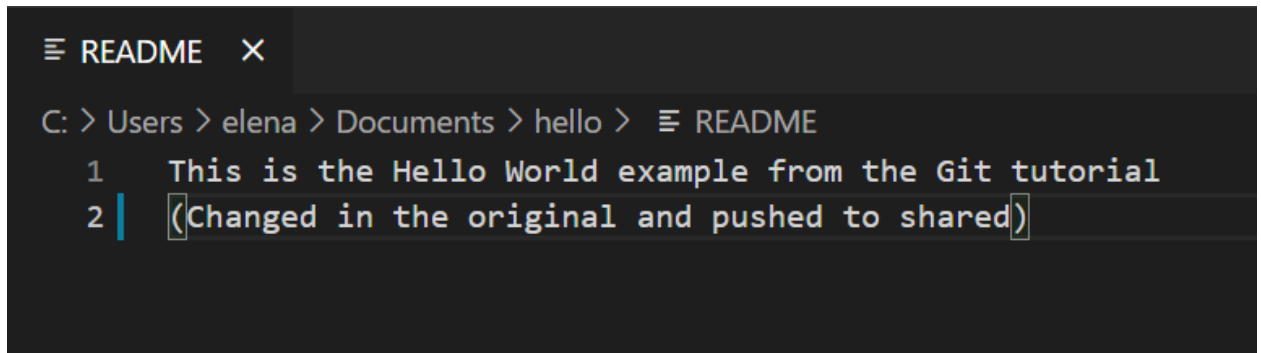 README ×
C: > Users > elena > Documents > hello > README
1 This is the Hello World example from the Git tutorial
2 (Changed in the original and pushed to shared)